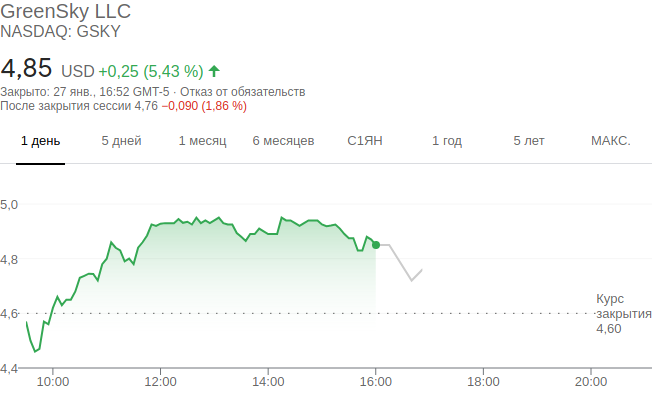 GreenSky LLC
NASDAQ: GSKY
4,85 USD +0,25 (5,43 %)
Закрыто: 27 янв., 16:52 GMT-5 · Отказ от обязательств
После закрытия сессии 4,76 −0,090 (1,86 %)
1 день 5 дней 1 месяц 6 месяцев С1ЯН 1 год 5 лет МАКС.
5,0
4,8
4,6
Курс
закрытия
4,60
4,4
10:00 12:00 14:00 16:00 18:00 20:00